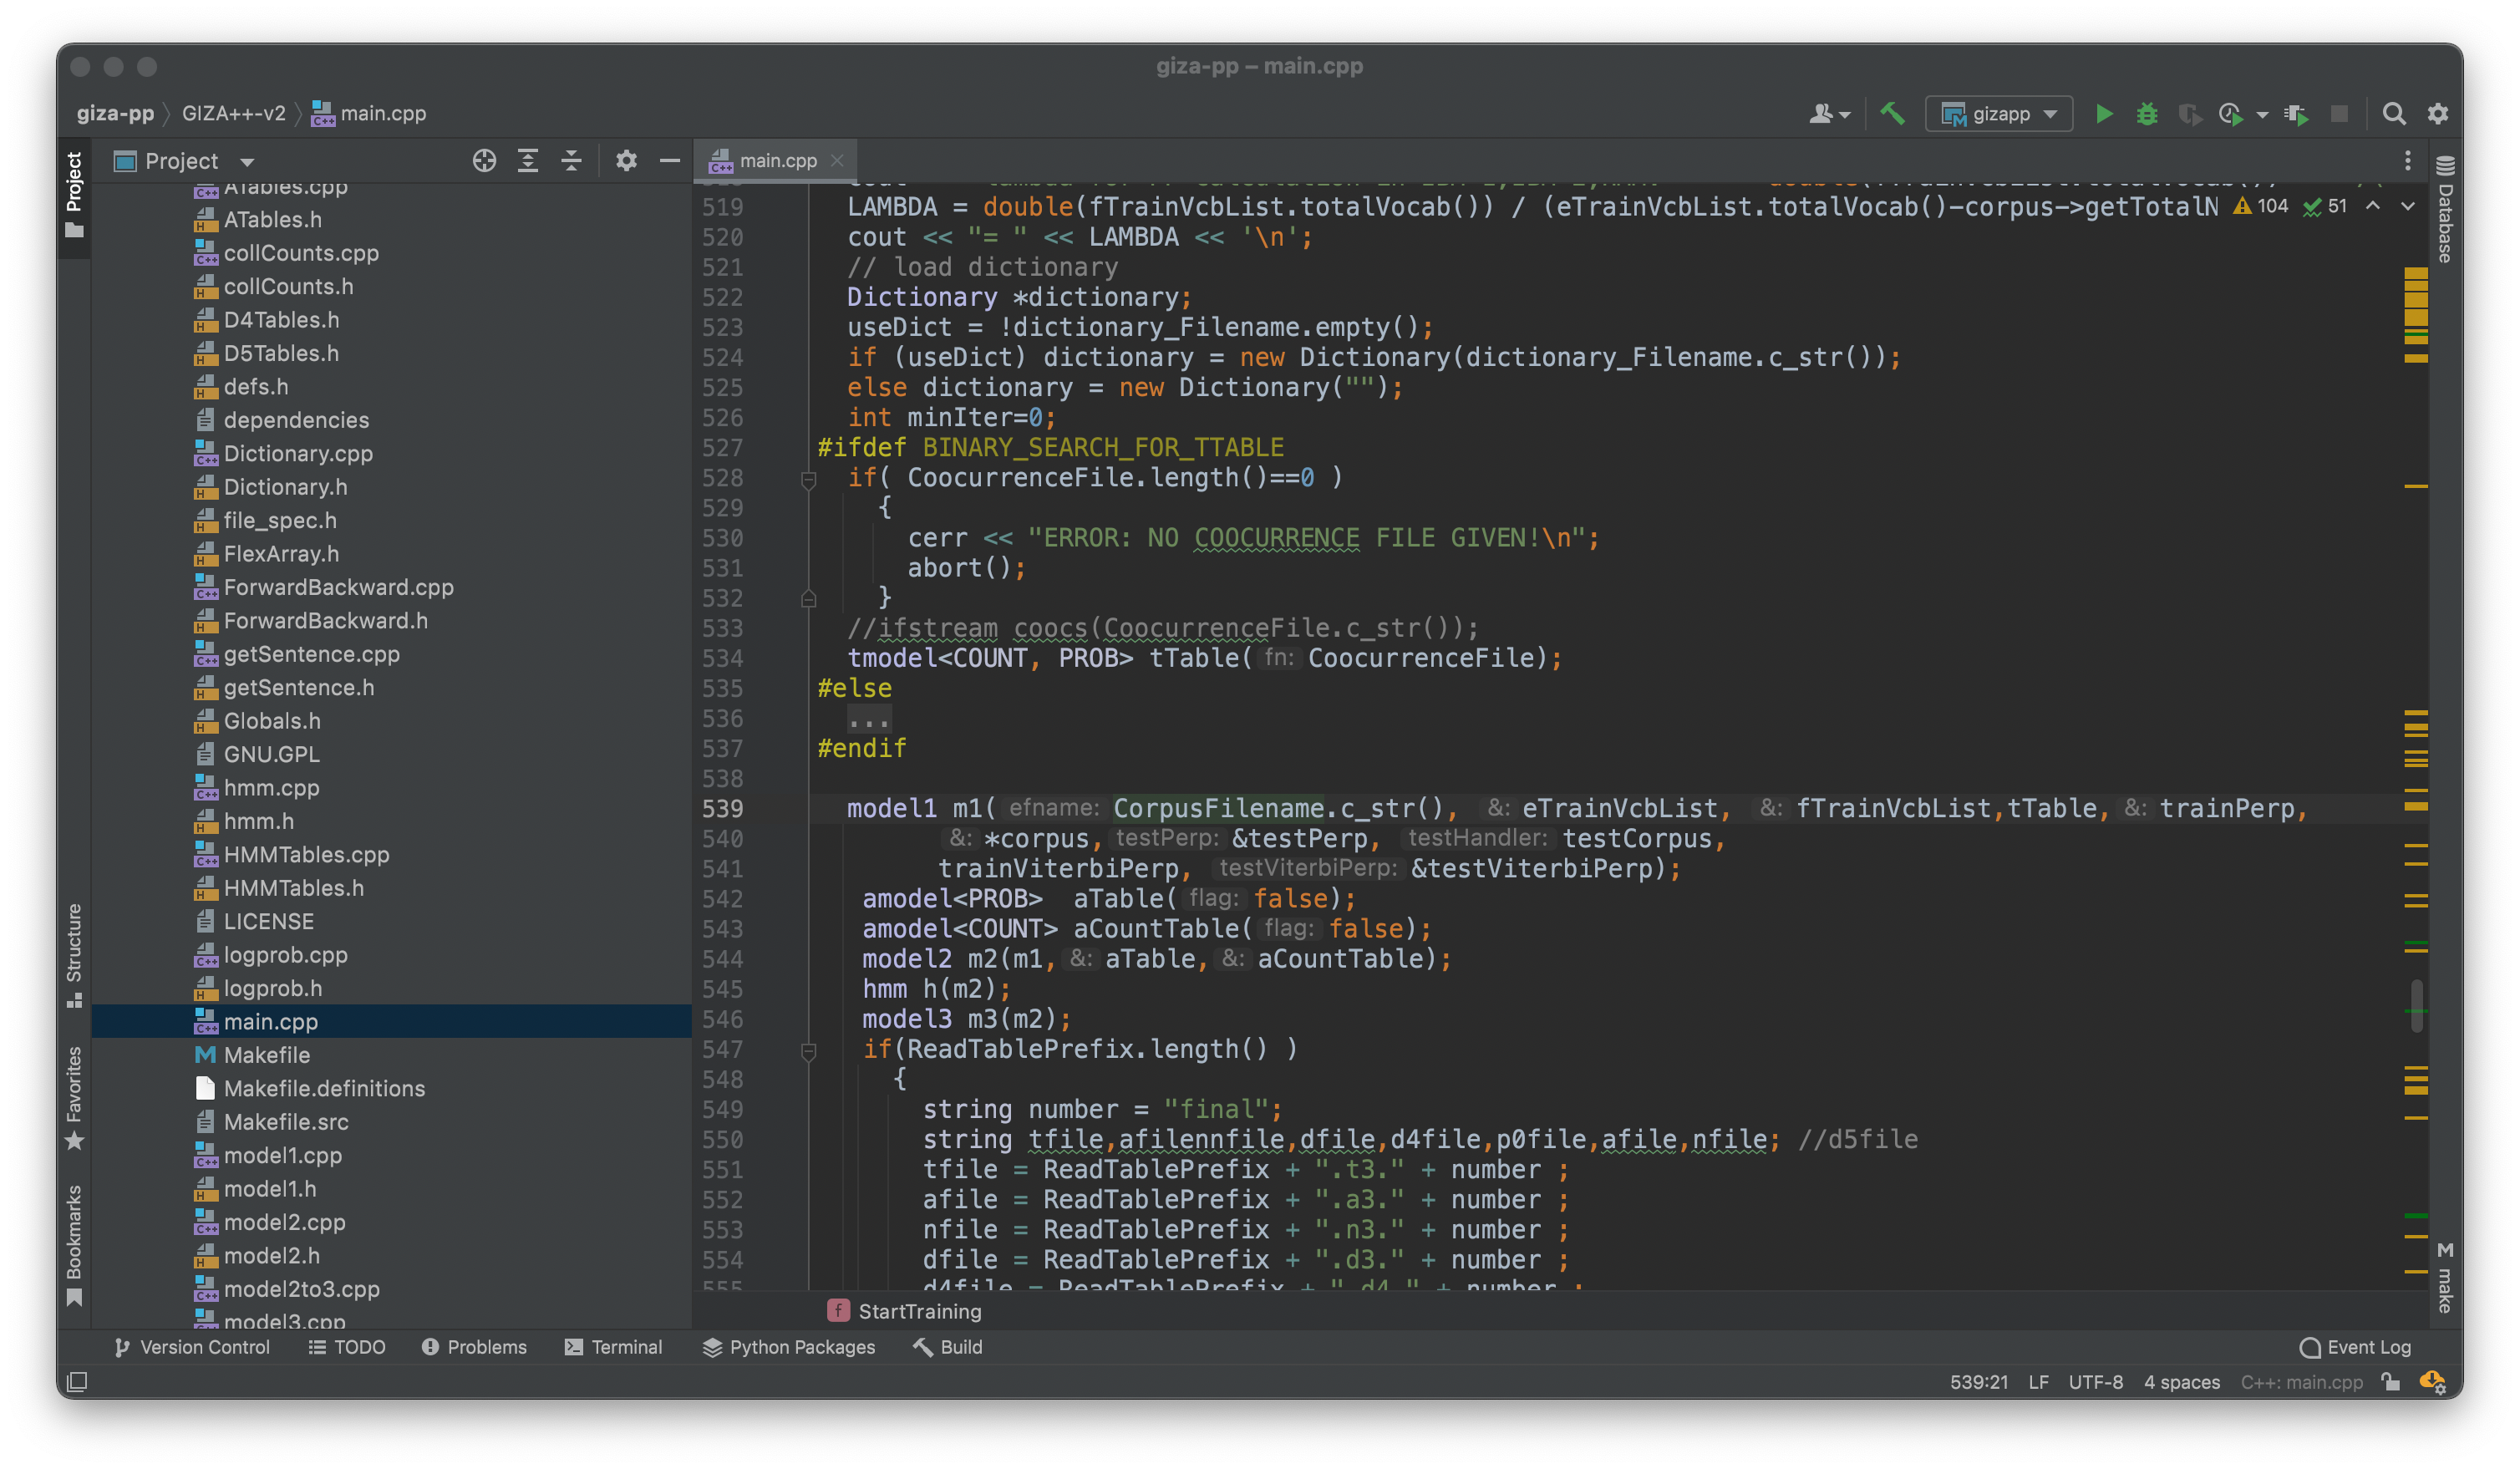 giza-pp – main.cpp
giza-pp GIZA++-v2 main.cpp
gizapp
Project
Project
ATables.cpp
ATables.h
collCounts.cpp
collCounts.h
D4Tables.h
D5Tables.h
defs.h
dependencies
Dictionary.cpp
Dictionary.h
file_spec.h
FlexArray.h
ForwardBackward.cpp
ForwardBackward.h
getSentence.cpp
getSentence.h
Globals.h
GNU.GPL
hmm.cpp
hmm.h
HMMTables.cpp
HMMTables.h
LICENSE
logprob.cpp
logprob.h
main.cpp
Makefile
Makefile.definitions
Makefile.src
model1.cpp
model1.h
model2.cpp
model2.h
model2to3.cpp
model3.cpp
Structure
Favorites
Bookmarks
main.cpp
519 LAMBDA = double(fTrainVcbList.totalVocab()) / (eTrainVcbList.totalVocab()-corpus->getTotalN
104 51
520 cout << "= " << LAMBDA << '\n';
521 // load dictionary
522 Dictionary *dictionary;
523 useDict = !dictionary_Filename.empty();
524 if (useDict) dictionary = new Dictionary(dictionary_Filename.c_str());
525 else dictionary = new Dictionary("");
526 int minIter=0;
527 #ifdef BINARY_SEARCH_FOR_TTABLE
528 if( CoocurrenceFile.length()==0 )
529 {
530 cerr << "ERROR: NO COOCURRENCE FILE GIVEN!\n";
531 abort();
532 }
533 //ifstream coocs(CoocurrenceFile.c_str());
534 tmodel<COUNT, PROB> tTable( fn: CoocurrenceFile);
535 #else
536 ...
537 #endif
538
539 model1 m1( efname: CorpusFilename.c_str(), &: eTrainVcbList, &: fTrainVcbList,tTable, &: trainPerp,
540 &: *corpus, testPerp: &testPerp, testHandler: testCorpus,
541 trainViterbiPerp, testViterbiPerp: &testViterbiPerp);
542 amodel<PROB> aTable( flag: false);
543 amodel<COUNT> aCountTable( flag: false);
544 model2 m2(m1, &: aTable, &: aCountTable);
545 hmm h(m2);
546 model3 m3(m2);
547 if(ReadTablePrefix.length() )
548 {
549 string number = "final";
550 string tfile,afilennfile,dfile,d4file,p0file,afile,nfile; //d5file
551 tfile = ReadTablePrefix + ".t3." + number ;
552 afile = ReadTablePrefix + ".a3." + number ;
553 nfile = ReadTablePrefix + ".n3." + number ;
554 dfile = ReadTablePrefix + ".d3." + number ;
555 d4file = ReadTablePrefix + ".d4." + number ;
f StartTraining
Database
make
Version Control TODO Problems Terminal Python Packages Build Event Log
539:21 LF UTF-8 4 spaces C++: main.cpp